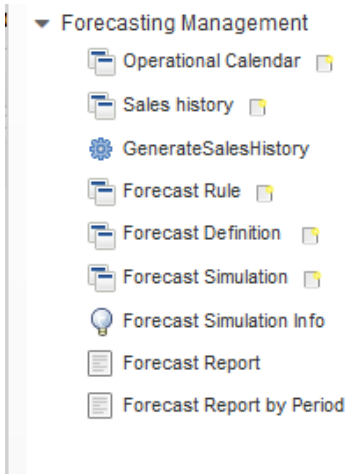 Forecasting Management
Operational Calendar
Sales history
GenerateSalesHistory
Forecast Rule
Forecast Definition
Forecast Simulation
Forecast Simulation Info
Forecast Report
Forecast Report by Period